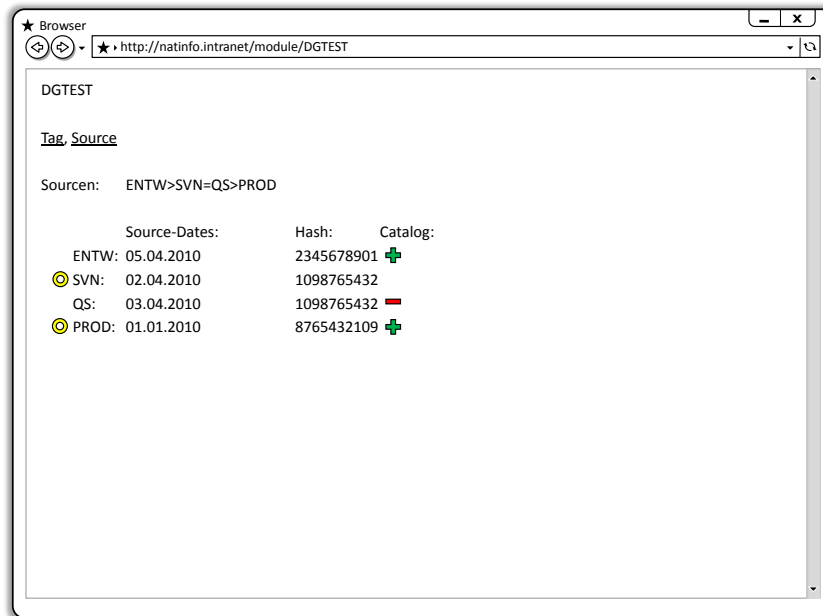 Browser
http://natinfo.intranet/module/DGTEST
DGTEST
Tag, Source
Sourcen: ENTW>SVN=QS>PROD
Source-Dates: Hash: Catalog:
ENTW: 05.04.2010 2345678901
SVN: 02.04.2010 1098765432
QS: 03.04.2010 1098765432
PROD: 01.01.2010 8765432109